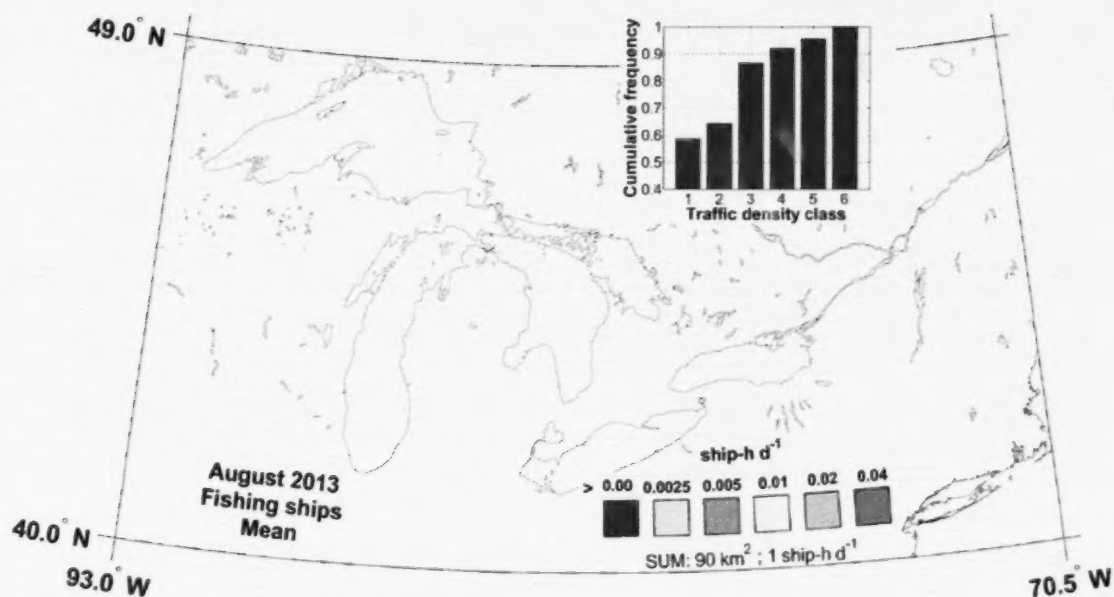 49.0° N
1
0.9
0.8
0.7
0.6
0.5
0.4
Cumulative frequency
1 2 3 4 5 6
Traffic density class
August 2013
Fishing ships
Mean
ship-h d⁻¹
> 0.00 0.0025 0.005 0.01 0.02 0.04
SUM: 90 km² ; 1 ship-h d⁻¹
40.0° N
93.0° W
70.5° W